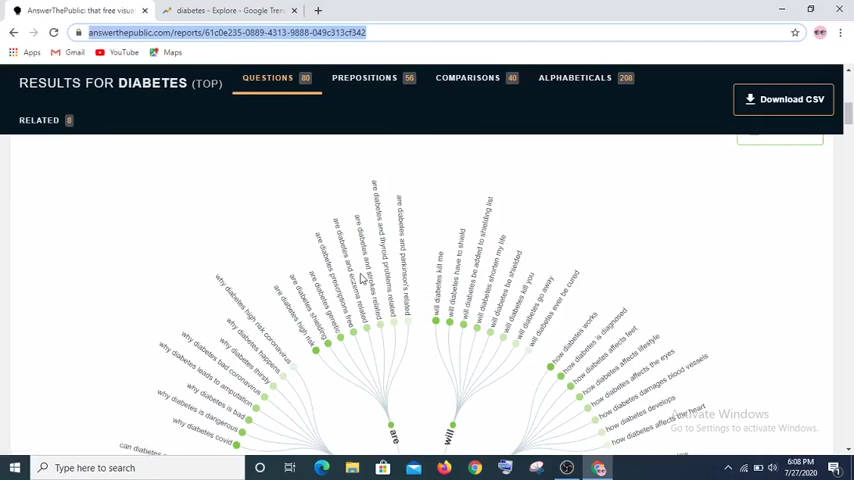 AnswerThePublic: that free visua
diabetes - Explore - Google Tren
answerthepublic.com/reports/61c0e235-0889-4313-9888-049c313cf342
Apps
Gmail
YouTube
Maps
RESULTS FOR DIABETES (TOP)
QUESTIONS 80
PREPOSITIONS 56
COMPARISONS 40
ALPHABETICALS 208
Download CSV
RELATED 8
can diabetes
why diabetes covid
why diabetes is dangerous
why diabetes is bad
why diabetes leads to amputation
why diabetes bad coronavirus
why diabetes thirsty
why diabetes happens
why diabetes high risk coronavirus
are diabetes high risk
are diabetes shielding
are diabetes genetic
are diabetes prescriptions free
are diabetes and eczema related
are diabetes and strokes related
are diabetes and thyroid problems related
are diabetes and parkinson's related
will diabetes kill me
will diabetes have to shield
will diabetes be added to shielding list
will diabetes shorten my life
will diabetes be shielded
will diabetes kill you
will diabetes go away
will diabetes ever be cured
how diabetes works
how diabetes is diagnosed
how diabetes affects feet
how diabetes affects lifestyle
how diabetes affects the eyes
how diabetes damages blood vessels
how diabetes develops
how diabetes affects the heart
are
will
Activate Windows
Go to Settings to activate Windows.
Type here to search
6:08 PM
7/27/2020